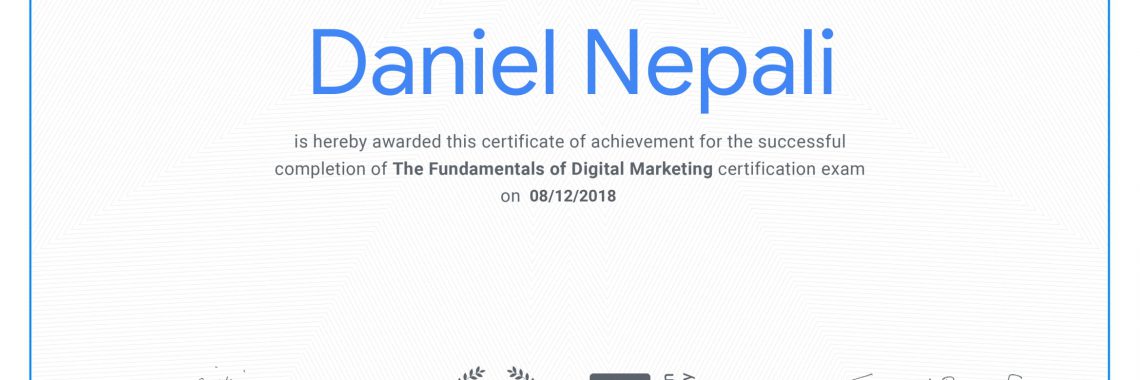 Daniel Nepali
is hereby awarded this certificate of achievement for the successful
completion of The Fundamentals of Digital Marketing certification exam
on 08/12/2018